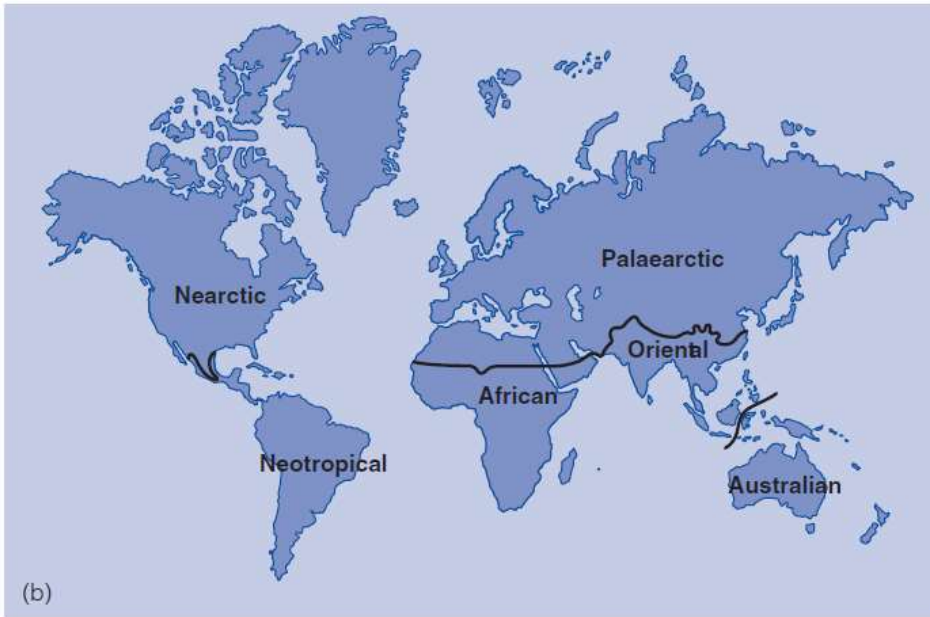 Palaearctic
Nearctic
Oriental
African
Neotropical
Australian
(b)